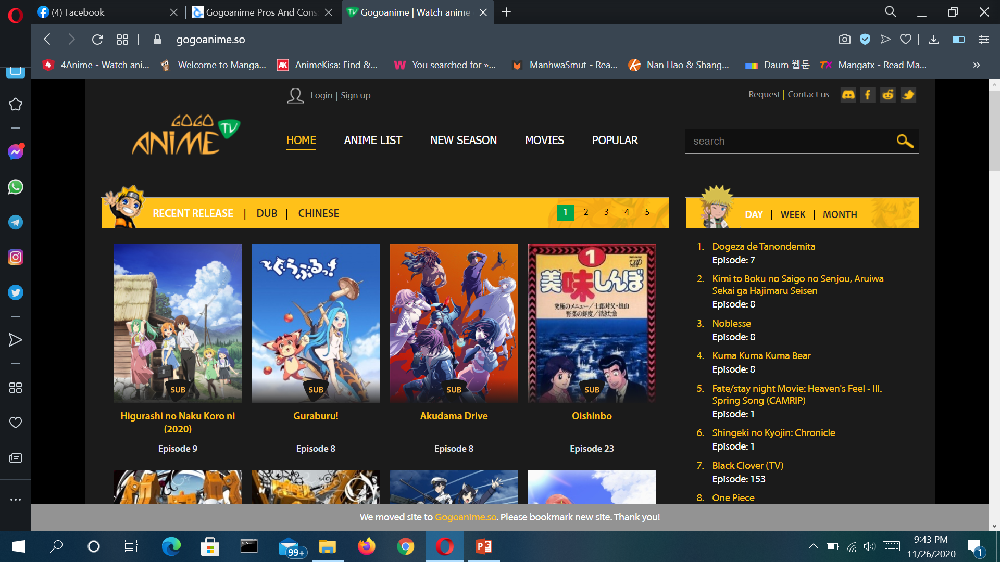 (4) Facebook
Gogoanime Pros And Cons
Gogoanime | Watch anime
gogoanime.so
4Anime - Watch ani...
Welcome to Manga...
AnimeKisa: Find &...
You searched for »...
ManhwaSmut - Rea...
Nan Hao & Shang...
Daum 웹툰
Mangatx - Read Ma...
Login | Sign up
Request | Contact us
GOGO
ANIME TV
HOME
ANIME LIST
NEW SEASON
MOVIES
POPULAR
search
RECENT RELEASE | DUB | CHINESE
1 2 3 4 5
DAY | WEEK | MONTH
ぐらぶるっ!
1
美味しんぼ
究極のメニュー/士郎対父・雄山
野菜の鮮度/活きた魚
SUB
SUB
SUB
SUB
Higurashi no Naku Koro ni
(2020)
Episode 9
Guraburu!
Episode 8
Akudama Drive
Episode 8
Oishinbo
Episode 23
1. Dogeza de Tanondemita
Episode: 7
2. Kimi to Boku no Saigo no Senjou, Aruiwa
Sekai ga Hajimaru Seisen
Episode: 8
3. Noblesse
Episode: 8
4. Kuma Kuma Kuma Bear
Episode: 8
5. Fate/stay night Movie: Heaven's Feel - III.
Spring Song (CAMRIP)
Episode: 1
6. Shingeki no Kyojin: Chronicle
Episode: 1
7. Black Clover (TV)
Episode: 153
8. One Piece
We moved site to Gogoanime.so. Please bookmark new site. Thank you!
99+
9:43 PM
11/26/2020
1